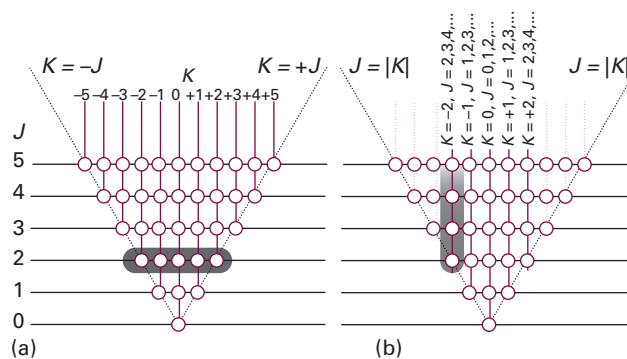 K = –J
K
K = +J
–5 –4 –3 –2 –1 0 +1 +2 +3 +4 +5
J
5
4
3
2
1
0
(a)
J = |K|
K = –2, J = 2,3,4,...
K = –1, J = 1,2,3,...
K = 0, J = 0,1,2,...
K = +1, J = 1,2,3,...
K = +2, J = 2,3,4,...
J = |K|
(b)